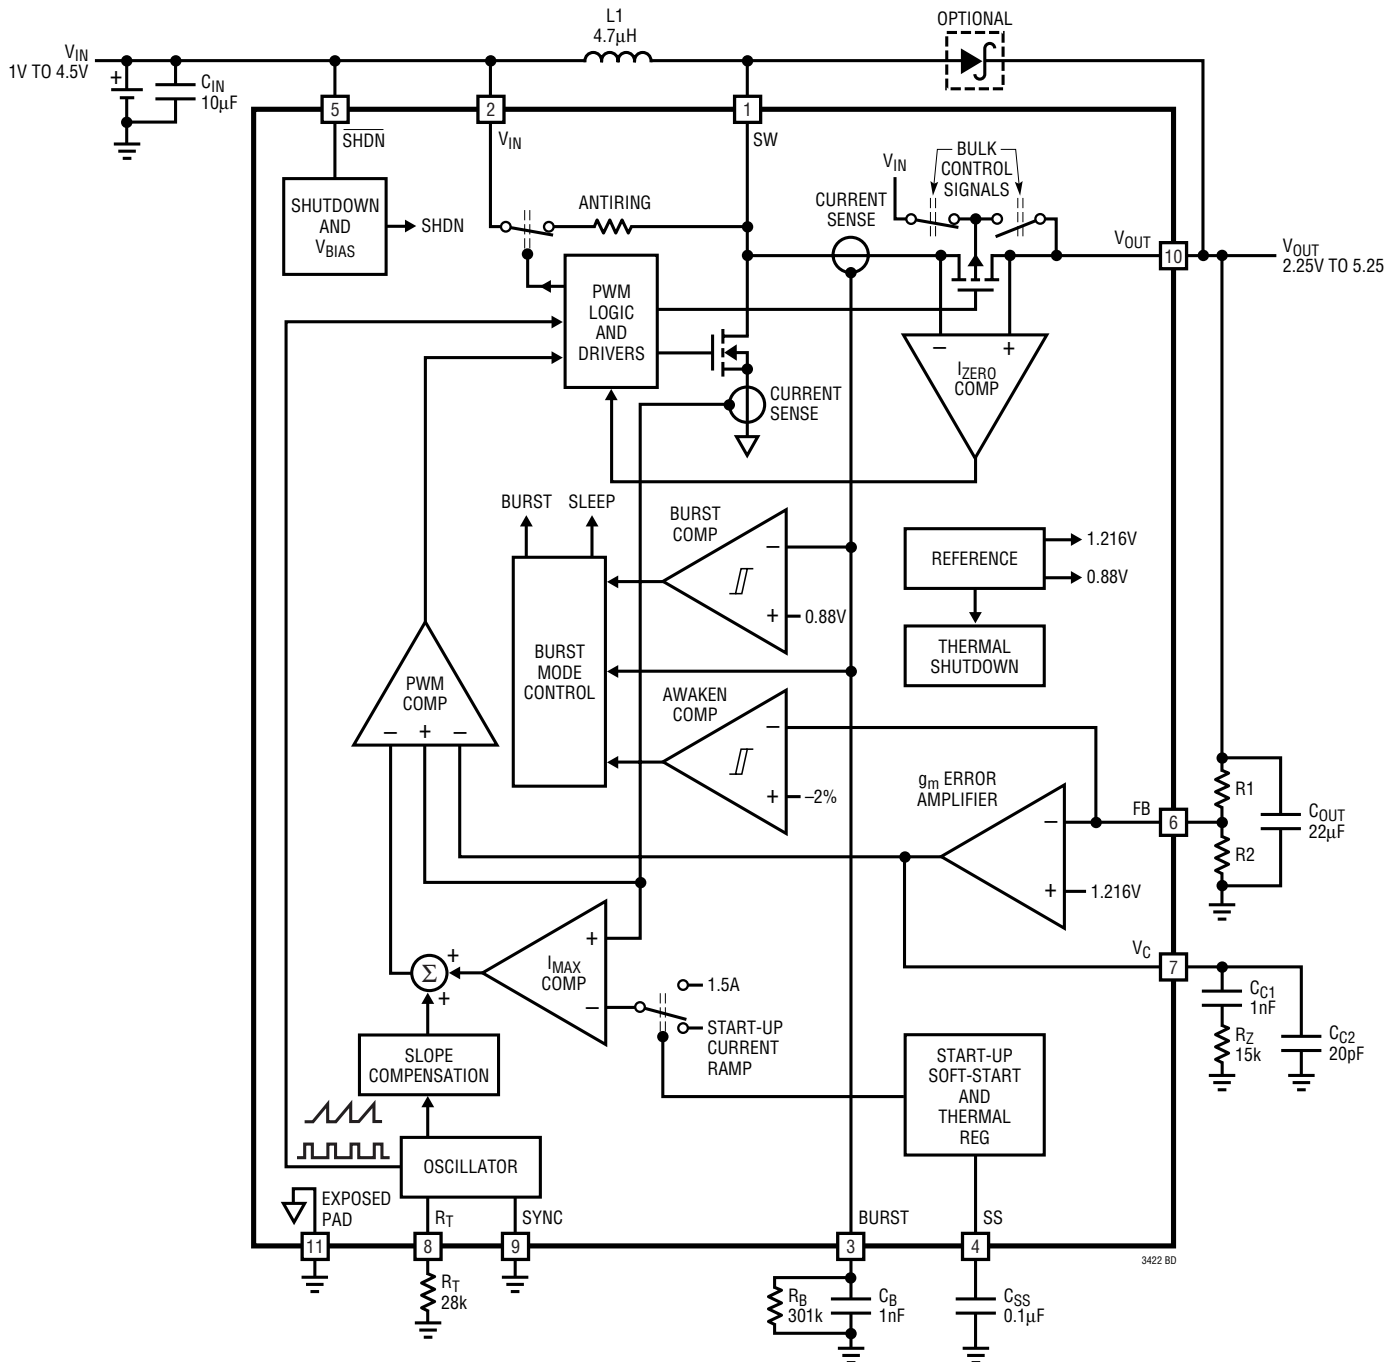 OPTIONAL
L1
4.7µH
VIN
1V TO 4.5V
+
CIN
10µF
5
2
1
SHDN
VIN
SW
BULK
CONTROL
SIGNALS
VIN
SHUTDOWN
AND
VBIAS
SHDN
ANTIRING
CURRENT
SENSE
VOUT
10
VOUT
2.25V TO 5.25
PWM
LOGIC
AND
DRIVERS
–
+
IZERO
COMP
CURRENT
SENSE
BURST
SLEEP
BURST
COMP
–
+
0.88V
REFERENCE
1.216V
0.88V
THERMAL
SHUTDOWN
BURST
MODE
CONTROL
PWM
COMP
–
+
–
AWAKEN
COMP
–
+
–2%
gm ERROR
AMPLIFIER
–
+
1.216V
FB
6
R1
R2
COUT
22µF
VC
7
CC1
1nF
RZ
15k
CC2
20pF
+
–
IMAX
COMP
Σ
+
+
1.5A
START-UP
CURRENT
RAMP
SLOPE
COMPENSATION
START-UP
SOFT-START
AND
THERMAL
REG
OSCILLATOR
EXPOSED
PAD
RT
SYNC
BURST
SS
11
8
9
3
4
3422 BD
RT
28k
RB
301k
CB
1nF
CSS
0.1µF